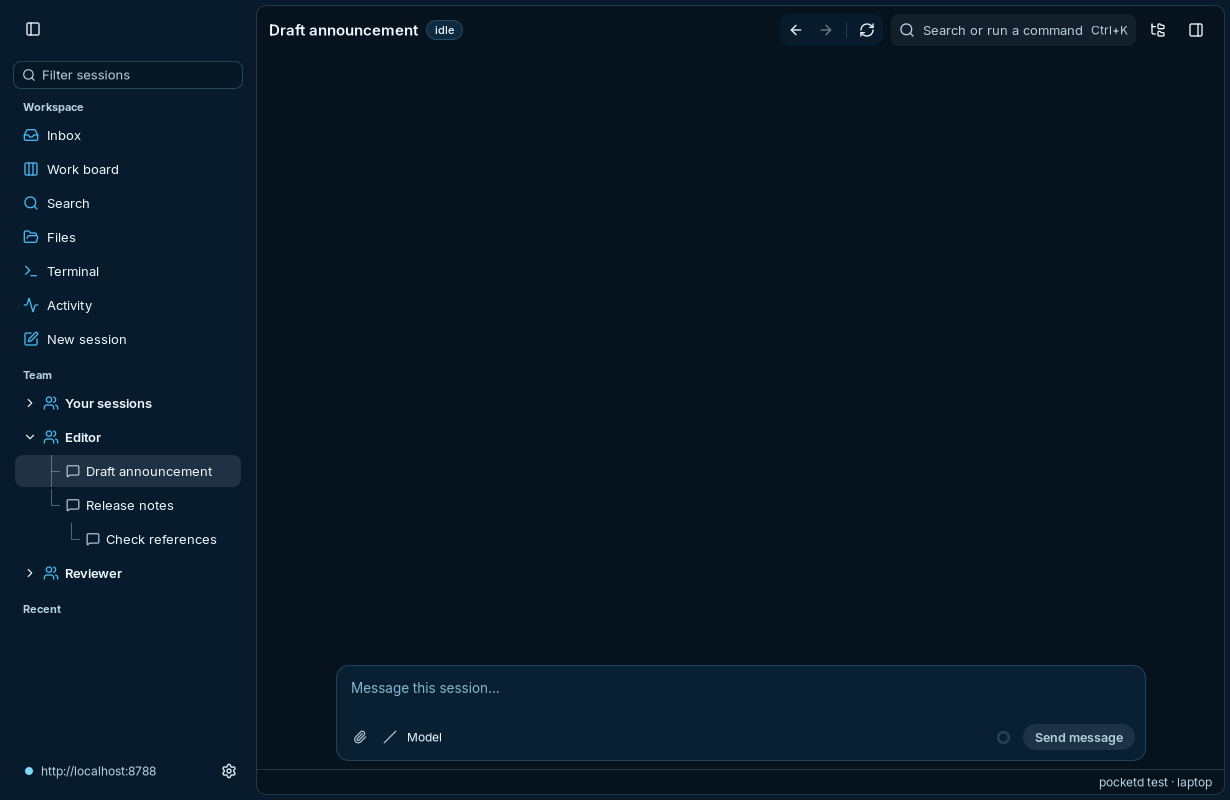 Draft announcement
idle
Search or run a command
Ctrl+K
Filter sessions
Workspace
Inbox
Work board
Search
Files
Terminal
Activity
New session
Team
Your sessions
Editor
Draft announcement
Release notes
Check references
Reviewer
Recent
http://localhost:8788
Message this session...
Model
Send message
pocketd test · laptop